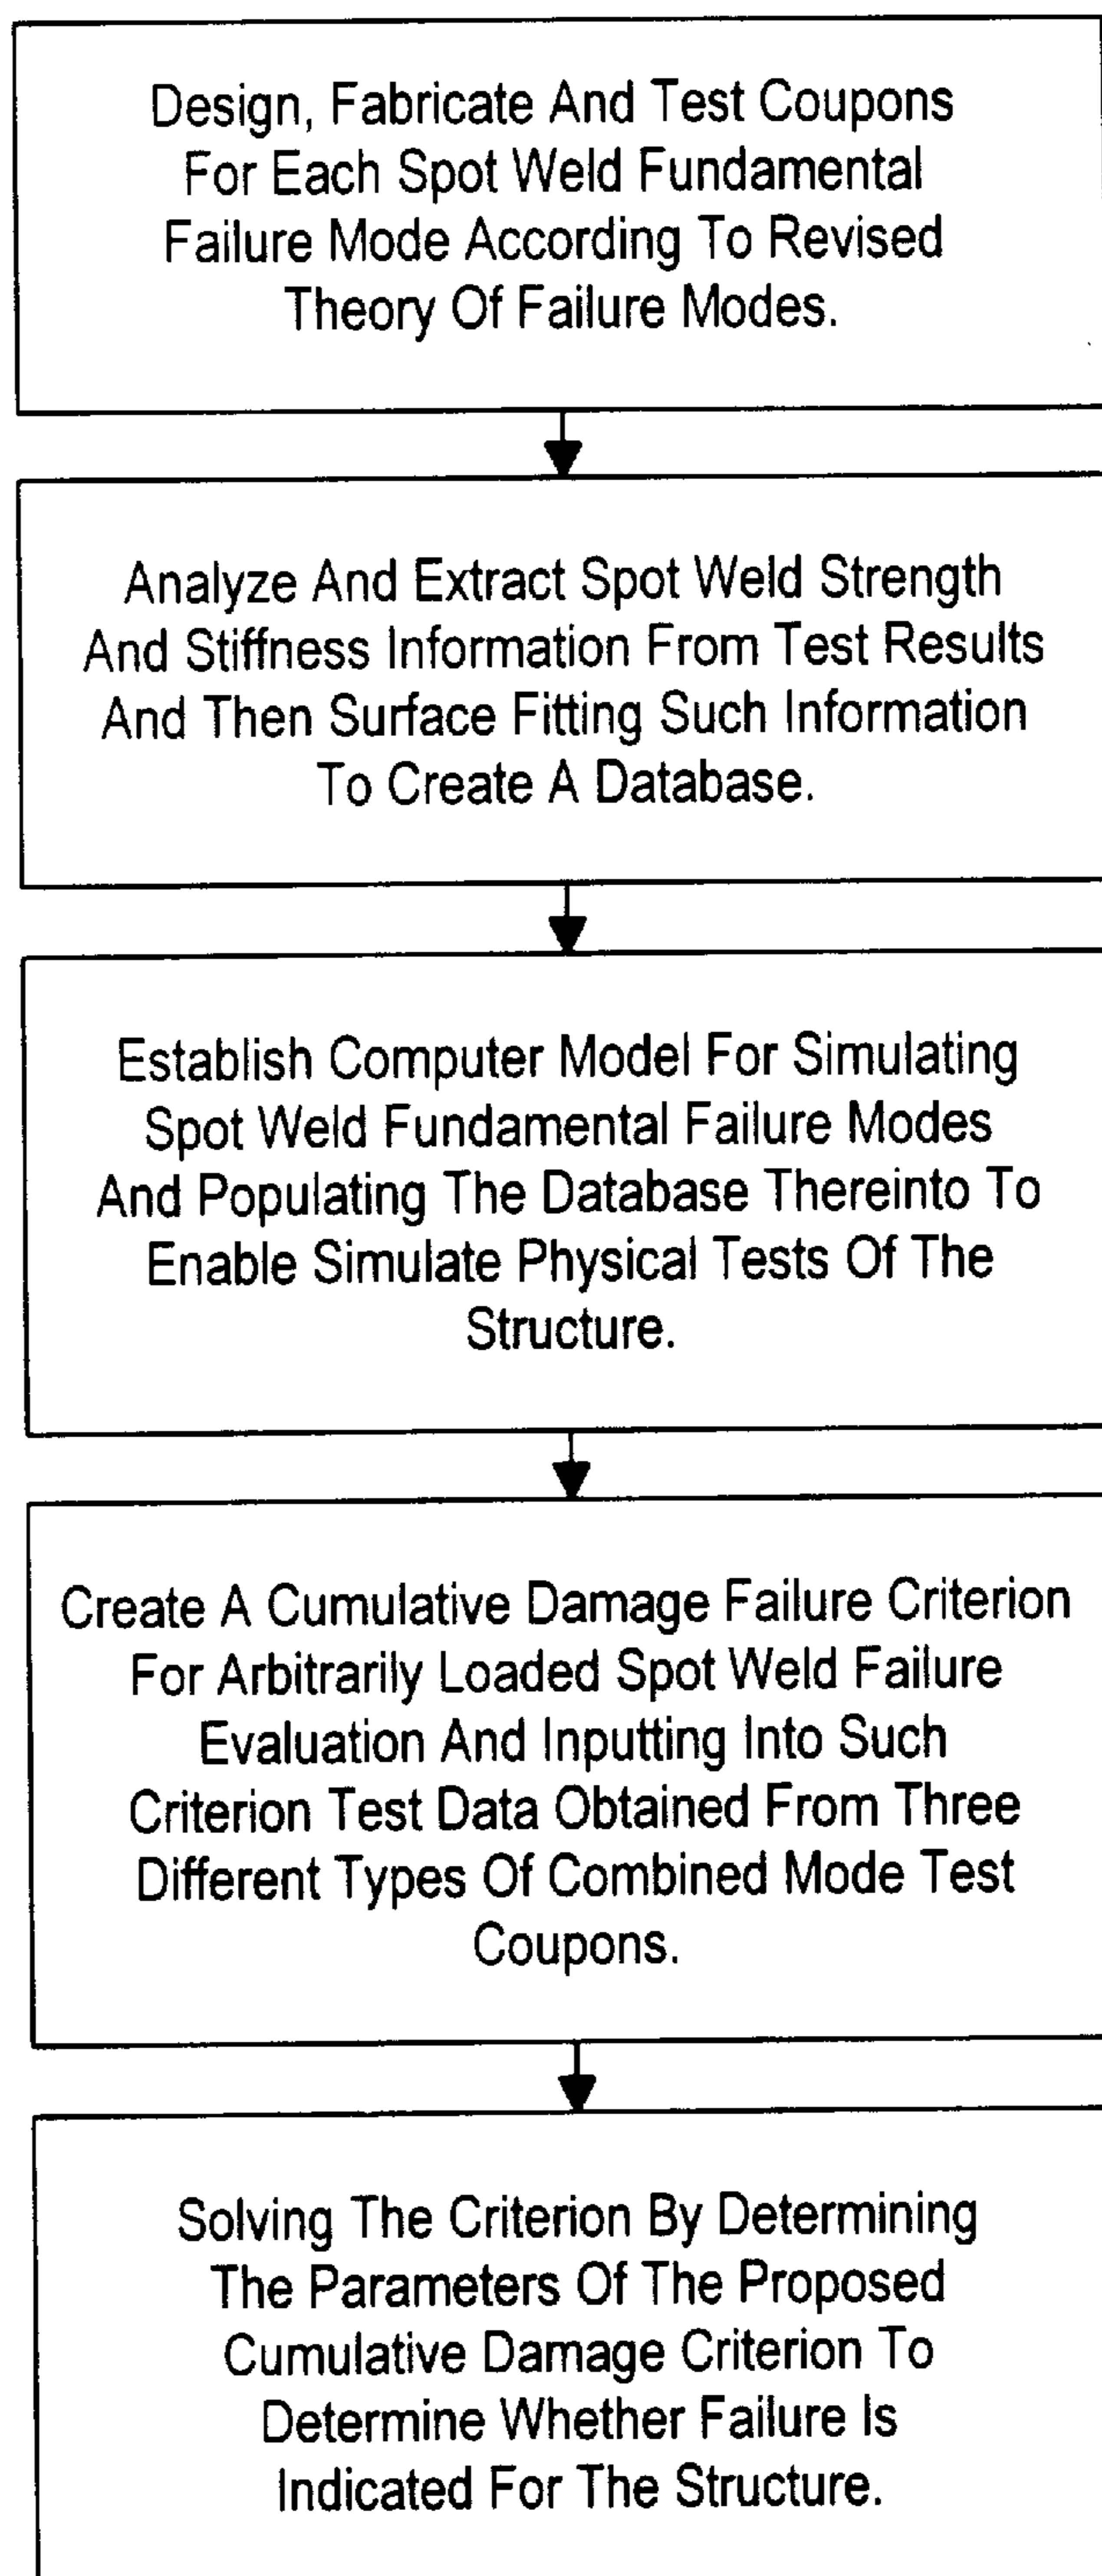 Design, Fabricate And Test Coupons
For Each Spot Weld Fundamental
Failure Mode According To Revised
Theory Of Failure Modes.
Analyze And Extract Spot Weld Strength
And Stiffness Information From Test Results
And Then Surface Fitting Such Information
To Create A Database.
Establish Computer Model For Simulating
Spot Weld Fundamental Failure Modes
And Populating The Database Thereinto To
Enable Simulate Physical Tests Of The
Structure.
Create A Cumulative Damage Failure Criterion
For Arbitrarily Loaded Spot Weld Failure
Evaluation And Inputting Into Such
Criterion Test Data Obtained From Three
Different Types Of Combined Mode Test
Coupons.
Solving The Criterion By Determining
The Parameters Of The Proposed
Cumulative Damage Criterion To
Determine Whether Failure Is
Indicated For The Structure.